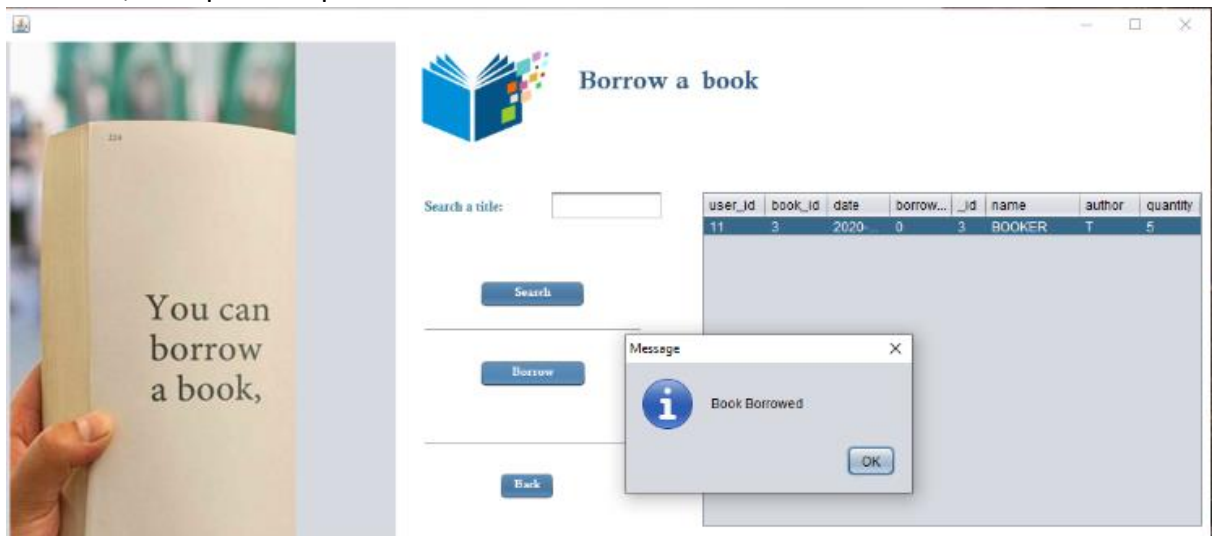 Borrow a book
224
You can
borrow
a book,
Search a title:
Search
Borrow
Back
user_id book_id date borrow... _id name author quantity
11 3 2020-... 0 3 BOOKER T 5
Message
Book Borrowed
OK